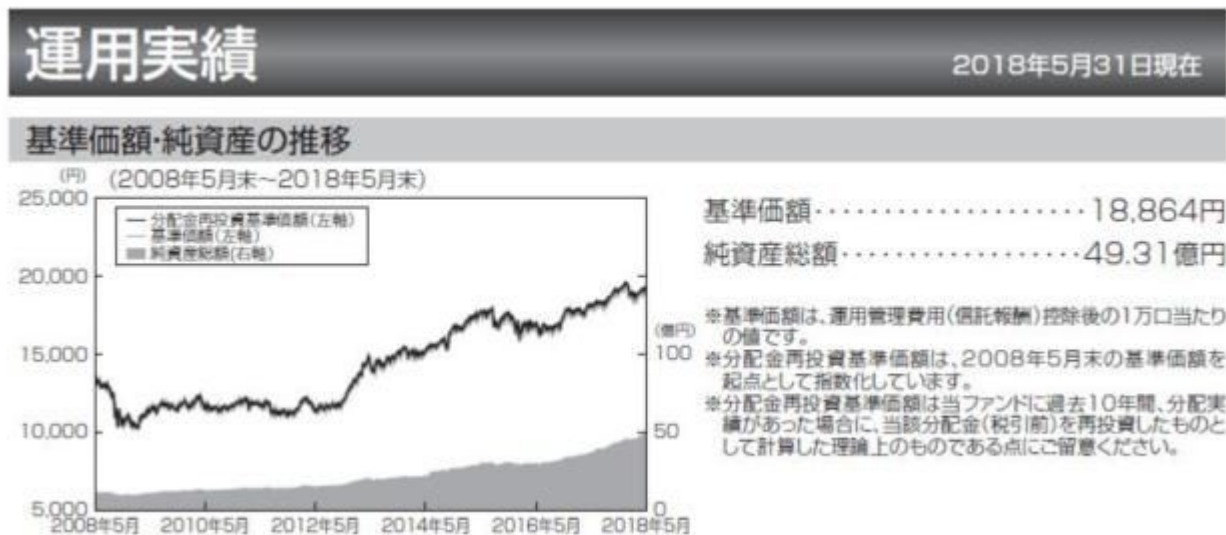 運用実績
2018年5月31日現在
基準価額・純資産の推移
(円) (2008年5月末〜2018年5月末)
25,000
20,000
15,000
10,000
5,000
分配金再投資基準価額(左軸)
基準価額(左軸)
純資産総額(右軸)
(億円)
100
50
0
2008年5月 2010年5月 2012年5月 2014年5月 2016年5月 2018年5月
基準価額・・・・・・・・・・・・・・・・・・・・18,864円
純資産総額・・・・・・・・・・・・・・・・・・49.31億円
※基準価額は、運用管理費用(信託報酬)控除後の1万口当たり
の値です。
※分配金再投資基準価額は、2008年5月末の基準価額を
起点として指数化しています。
※分配金再投資基準価額は当ファンドに過去10年間、分配実
績があった場合に、当該分配金(税引前)を再投資したものと
して計算した理論上のものである点にご留意ください。